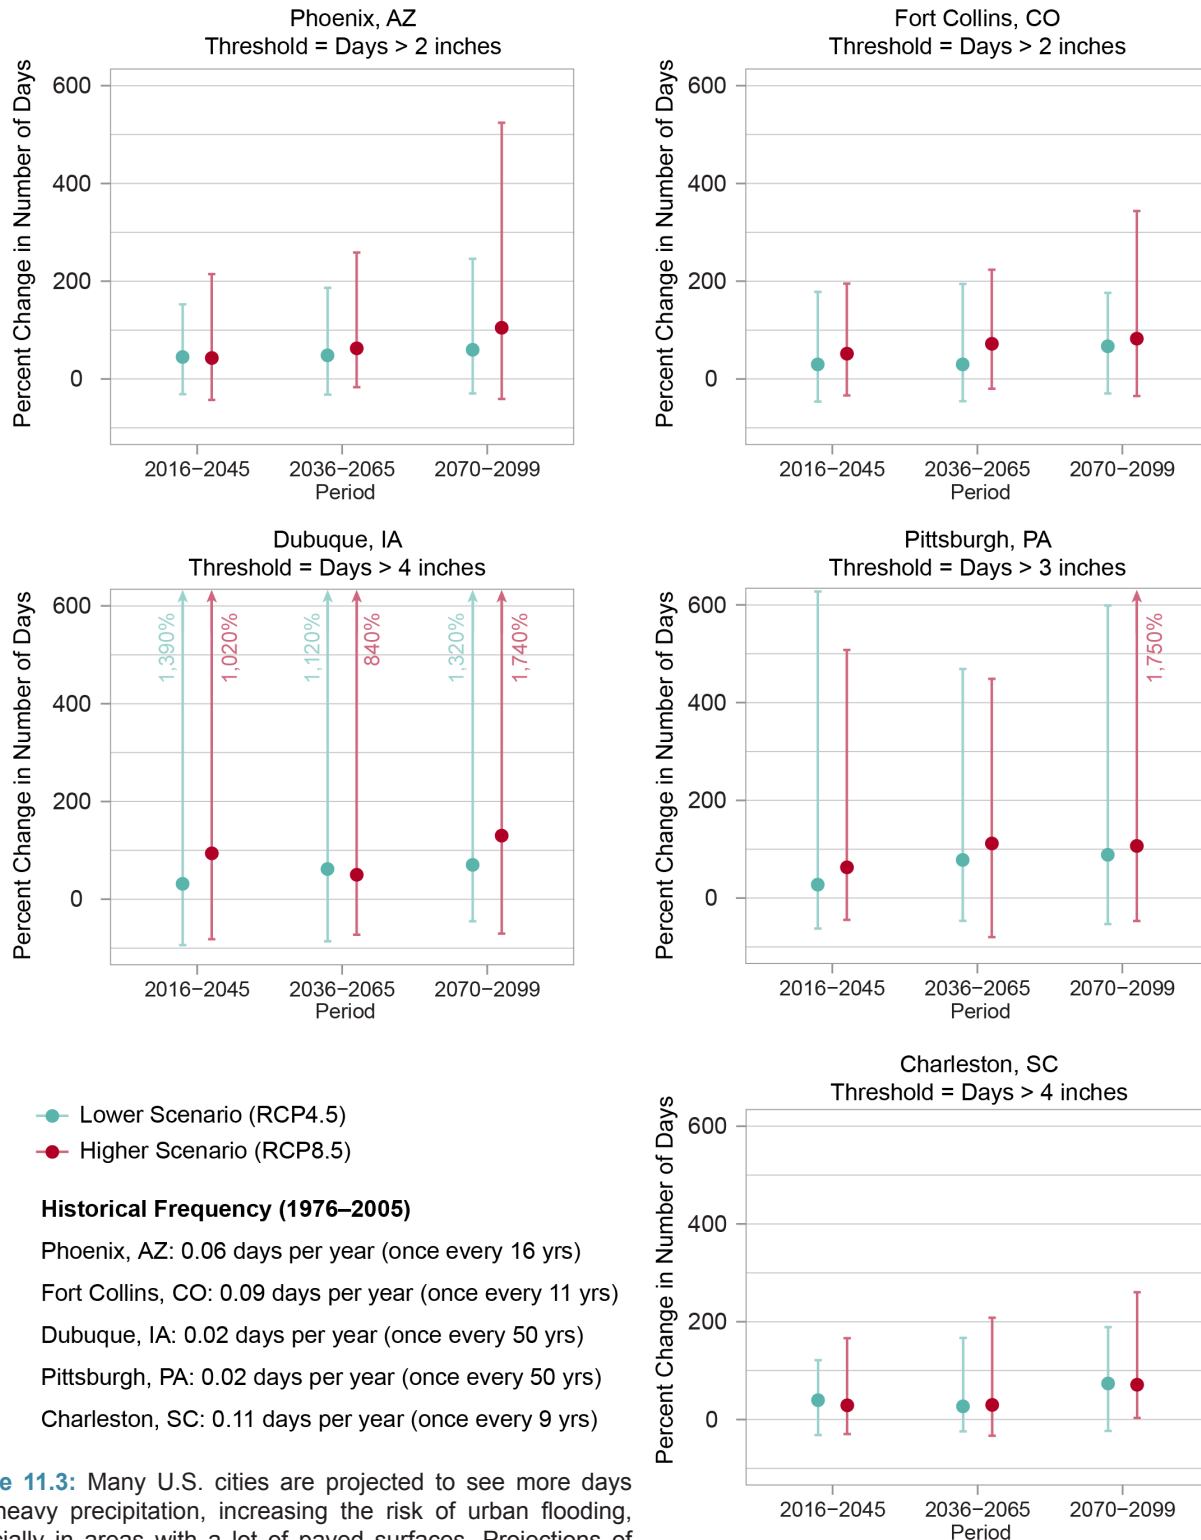 Phoenix, AZ
Threshold = Days > 2 inches
Percent Change in Number of Days
600
400
200
0
2016−2045
2036−2065
2070−2099
Period
Fort Collins, CO
Threshold = Days > 2 inches
Percent Change in Number of Days
600
400
200
0
2016−2045
2036−2065
2070−2099
Period
Dubuque, IA
Threshold = Days > 4 inches
Percent Change in Number of Days
600
400
200
0
1,390%
1,020%
1,120%
840%
1,320%
1,740%
2016−2045
2036−2065
2070−2099
Period
Pittsburgh, PA
Threshold = Days > 3 inches
Percent Change in Number of Days
600
400
200
0
1,750%
2016−2045
2036−2065
2070−2099
Period
Lower Scenario (RCP4.5)
Higher Scenario (RCP8.5)
Historical Frequency (1976–2005)
Phoenix, AZ: 0.06 days per year (once every 16 yrs)
Fort Collins, CO: 0.09 days per year (once every 11 yrs)
Dubuque, IA: 0.02 days per year (once every 50 yrs)
Pittsburgh, PA: 0.02 days per year (once every 50 yrs)
Charleston, SC: 0.11 days per year (once every 9 yrs)
Charleston, SC
Threshold = Days > 4 inches
Percent Change in Number of Days
600
400
200
0
2016−2045
2036−2065
2070−2099
Period
11.3: Many U.S. cities are projected to see more days
heavy precipitation, increasing the risk of urban flooding,
in areas with a lot of paved surfaces. Projections of